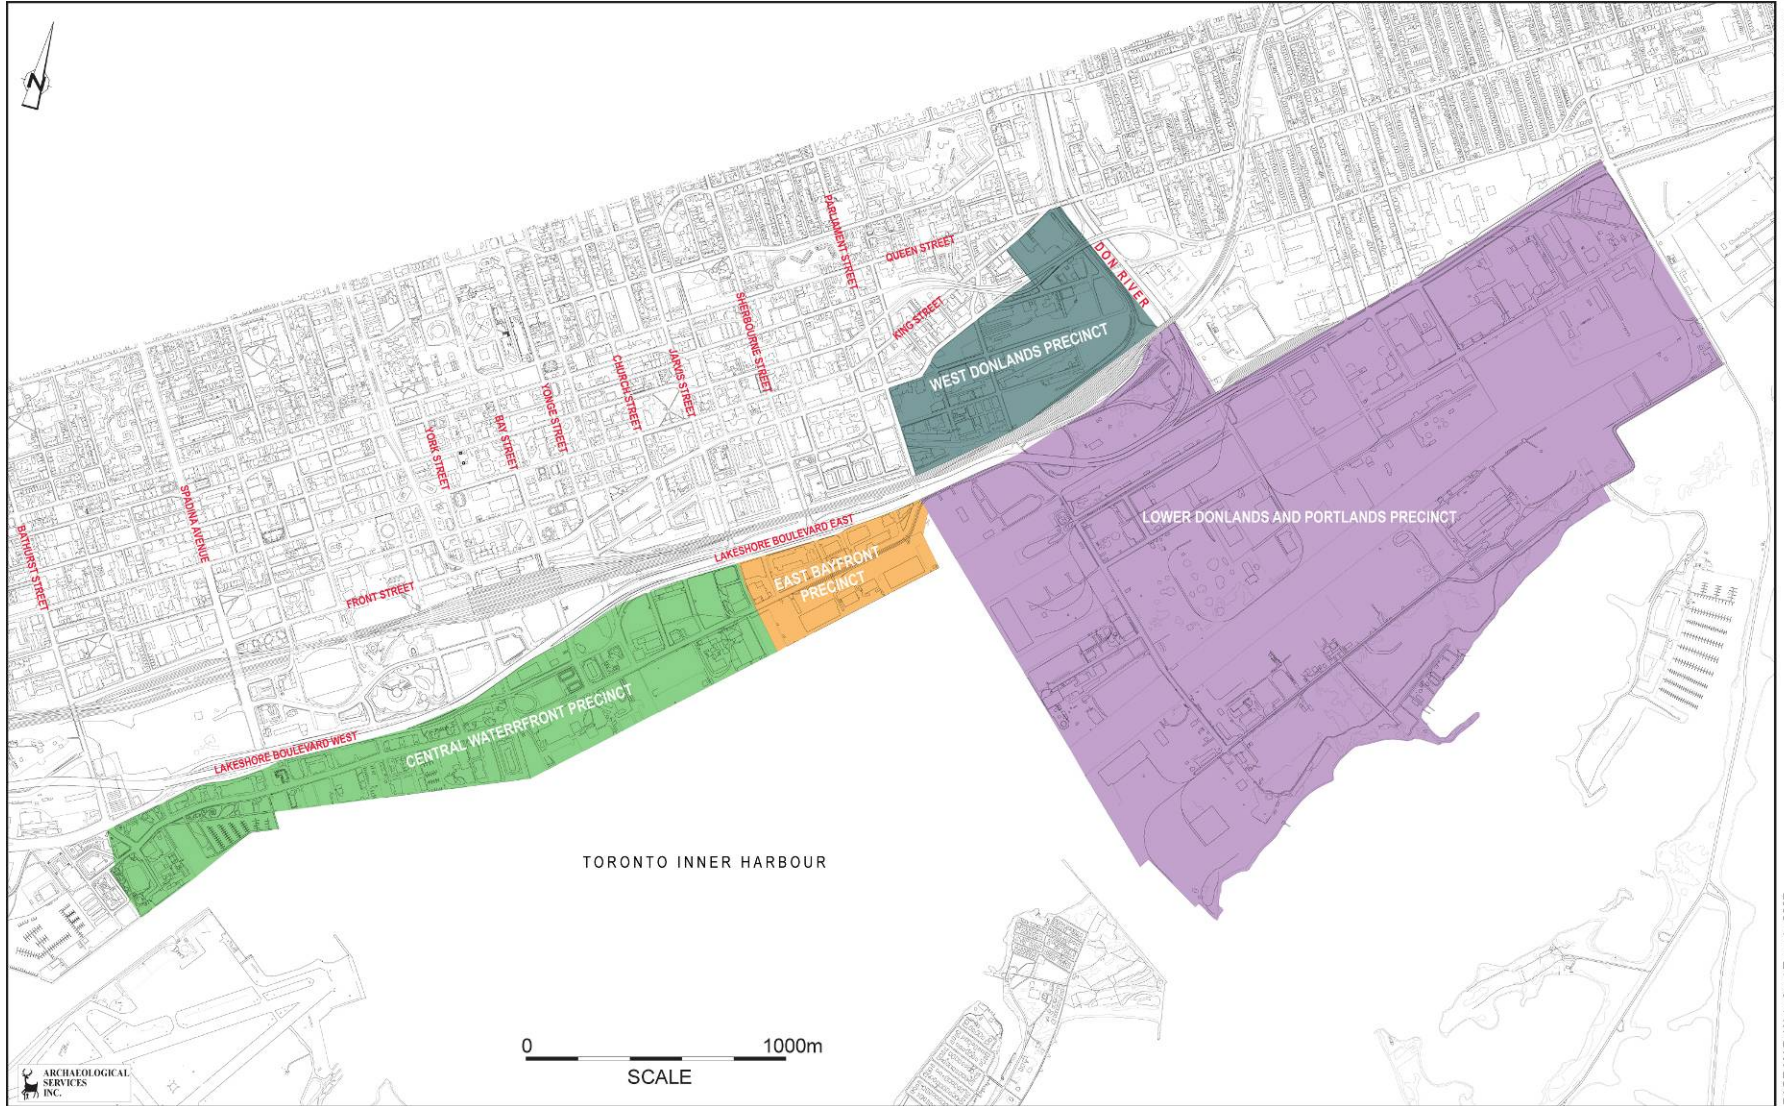 N
PARLIAMENT STREET
QUEEN STREET
DON RIVER
SHERBOURNE STREET
KING STREET
JARVIS STREET
CHURCH STREET
YONGE STREET
BAY STREET
YORK STREET
SPADINA AVENUE
BATHURST STREET
WEST DONLANDS PRECINCT
LOWER DONLANDS AND PORTLANDS PRECINCT
LAKESHORE BOULEVARD EAST
EAST BAYFRONT
PRECINCT
FRONT STREET
CENTRAL WATERRFRONT PRECINCT
LAKESHORE BOULEVARD WEST
TORONTO INNER HARBOUR
0 1000m
SCALE
ARCHAEOLOGICAL
SERVICES
INC.